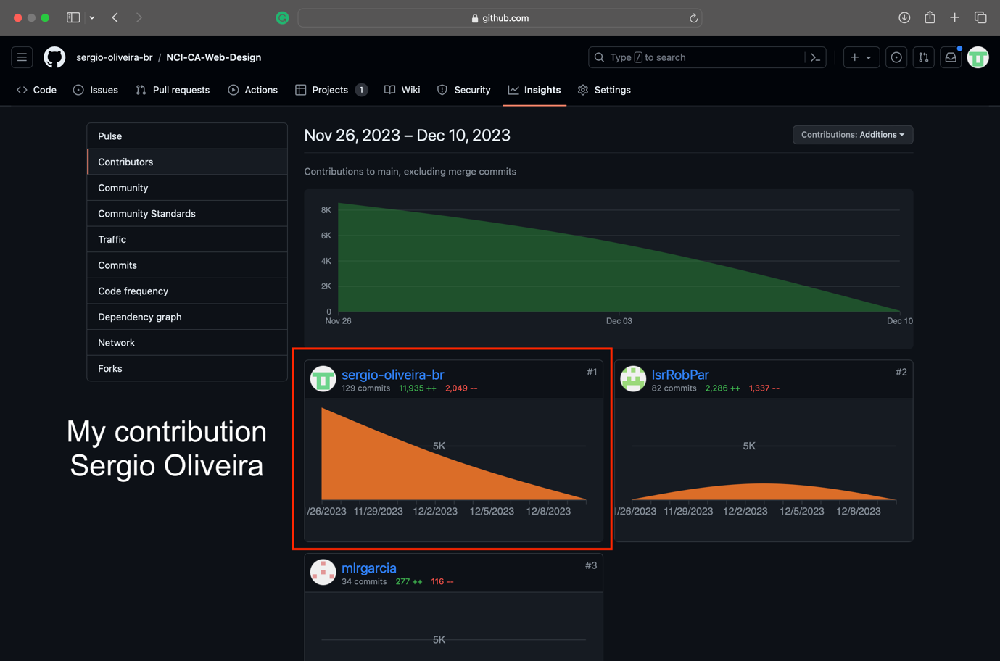 github.com
sergio-oliveira-br / NCI-CA-Web-Design
Type / to search
Code Issues Pull requests Actions Projects 1 Wiki Security Insights Settings
Pulse
Contributors
Community
Community Standards
Traffic
Commits
Code frequency
Dependency graph
Network
Forks
My contribution
Sergio Oliveira
Nov 26, 2023 – Dec 10, 2023
Contributions: Additions
Contributions to main, excluding merge commits
8K
6K
4K
2K
0
Nov 26 Dec 03 Dec 10
sergio-oliveira-br #1
129 commits 11,935 ++ 2,049 --
5K
/26/2023 11/29/2023 12/2/2023 12/5/2023 12/8/2023
IsrRobPar #2
82 commits 2,286 ++ 1,337 --
5K
/26/2023 11/29/2023 12/2/2023 12/5/2023 12/8/2023
mlrgarcia #3
34 commits 277 ++ 116 --
5K